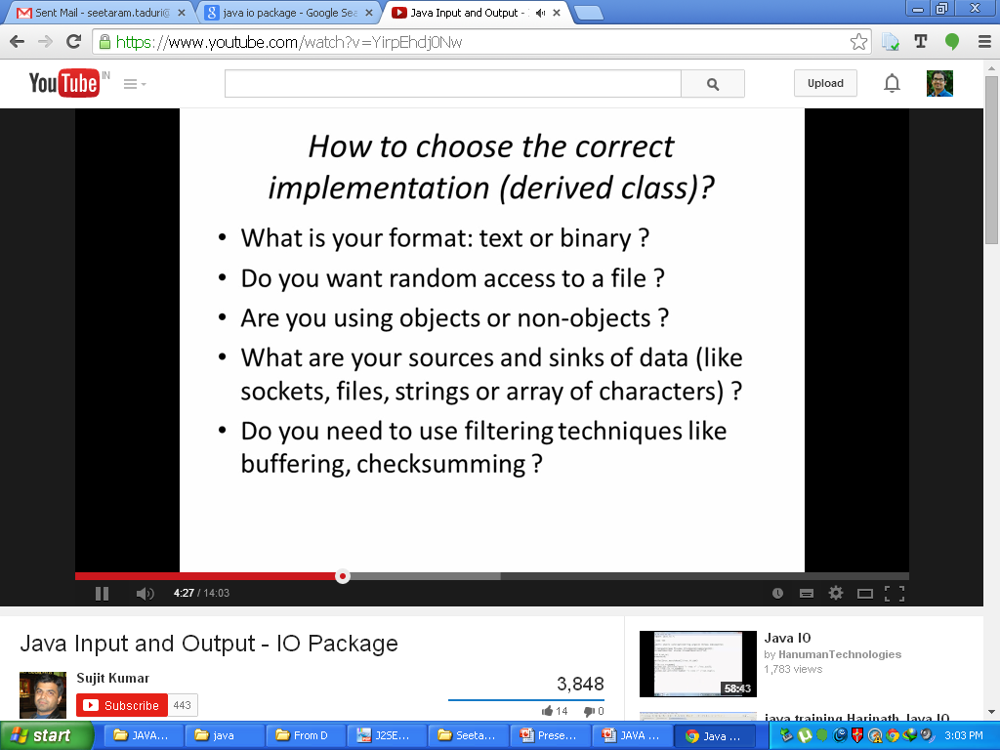 Sent Mail - seetaram.taduri@
java io package - Google Sea
Java Input and Output -
https://www.youtube.com/watch?v=YirpEhdj0Nw
YouTube IN
Upload
How to choose the correct
implementation (derived class)?
• What is your format: text or binary ?
• Do you want random access to a file ?
• Are you using objects or non-objects ?
• What are your sources and sinks of data (like
sockets, files, strings or array of characters) ?
• Do you need to use filtering techniques like
buffering, checksumming ?
4:27 / 14:03
Java Input and Output - IO Package
Sujit Kumar
Subscribe 443
3,848
14 0
58:43
Java IO
by HanumanTechnologies
1,783 views
java training Harinath, Java IO
start
JAVA...
java
From D
J2SE...
Seeta...
Prese...
JAVA ...
Java ...
3:03 PM